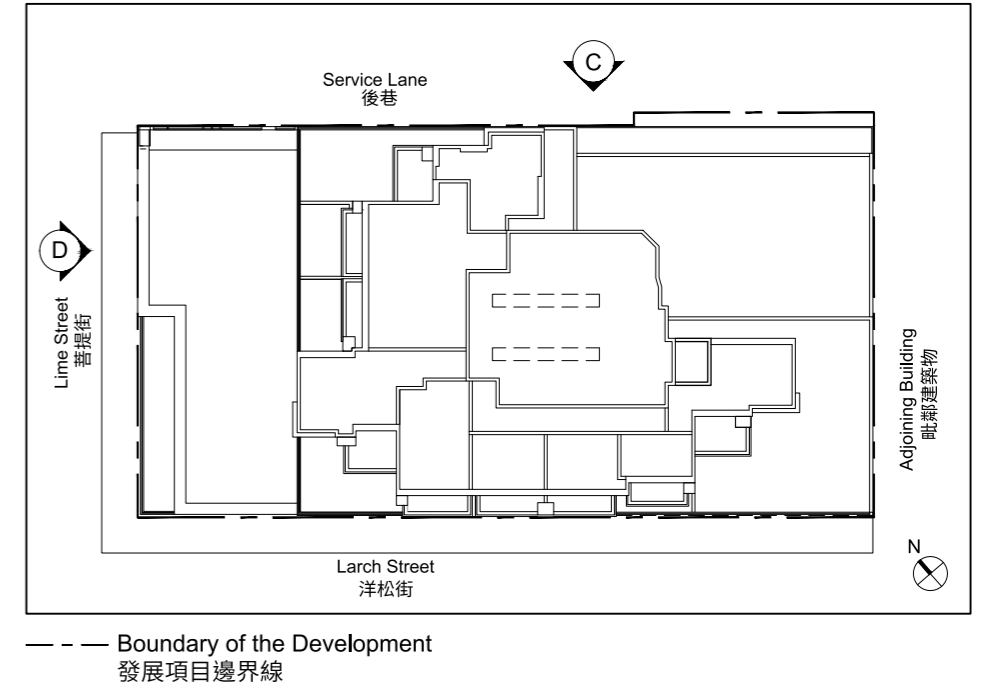 C
Service Lane
後巷
D
Lime Street
菩提街
Adjoining Building
毗鄰建築物
N
Larch Street
洋松街
Boundary of the Development
發展項目邊界線